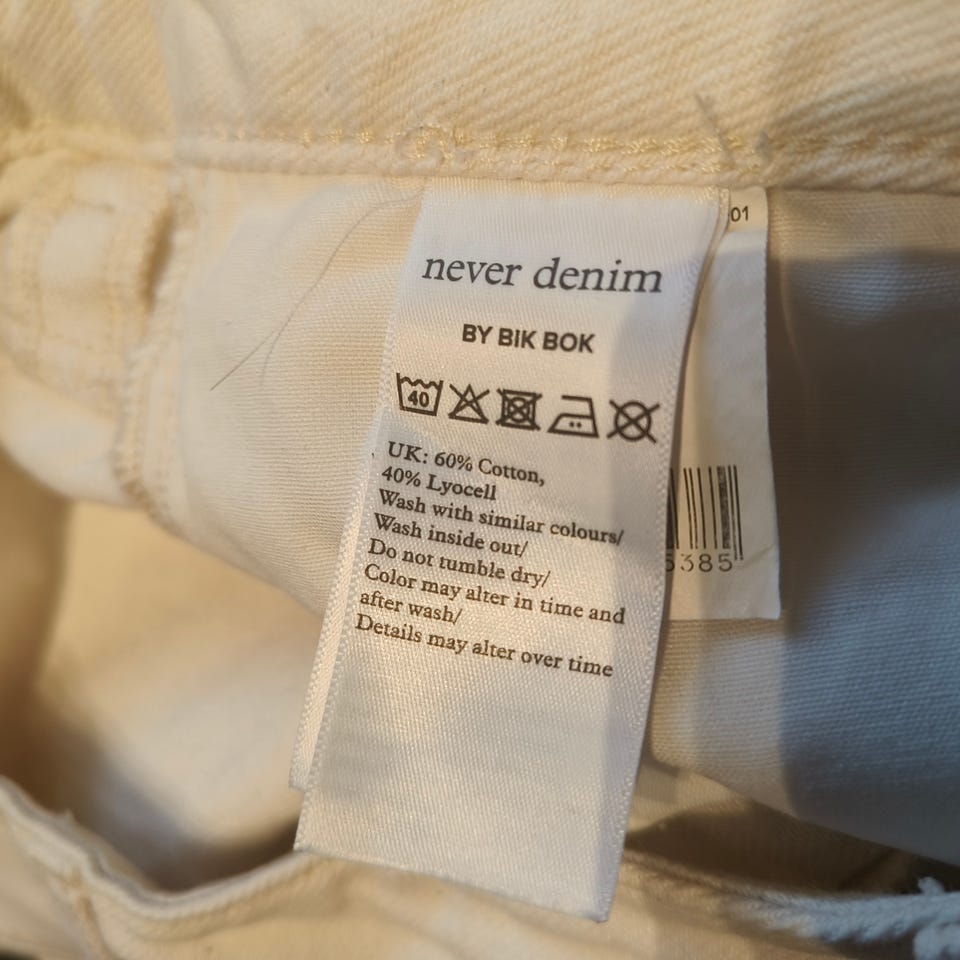 never denim
BY BIK BOK
40
UK: 60% Cotton,
40% Lyocell
Wash with similar colours/
Wash inside out/
Do not tumble dry/
Color may alter in time and
after wash/
Details may alter over time
01
5385